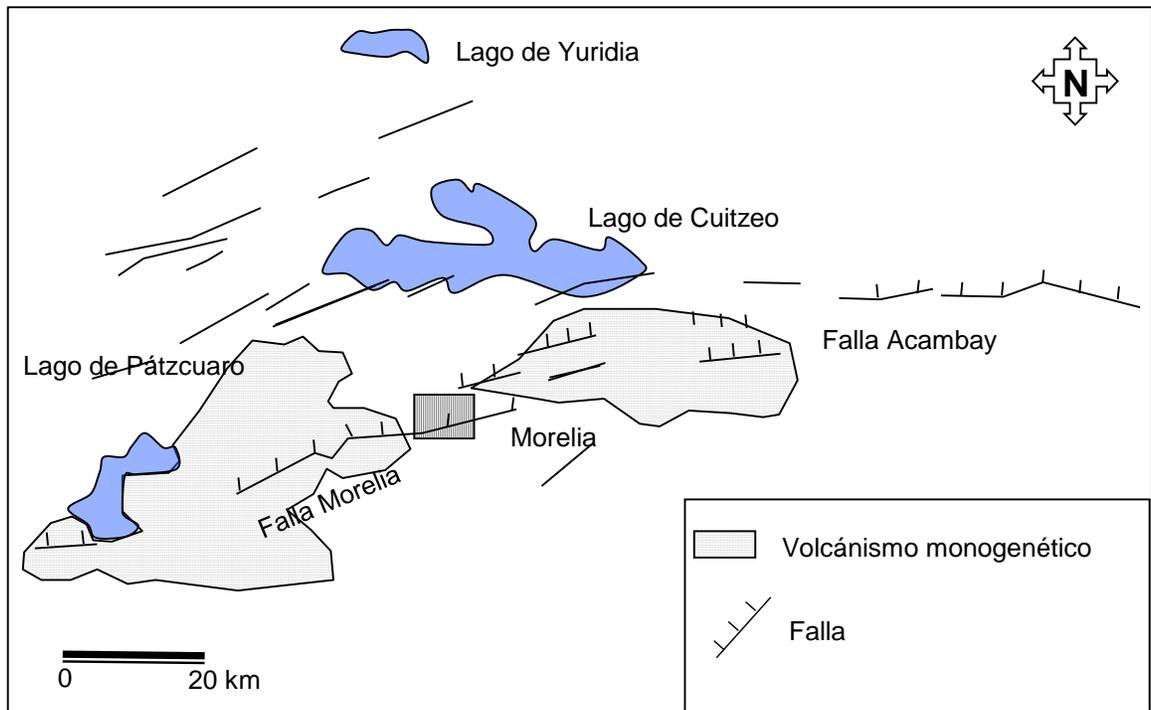 Lago de Yuridia
N
Lago de Cuitzeo
Falla Acambay
Lago de Pátzcuaro
Morelia
Falla Morelia
Volcánismo monogenético
Falla
0 20 km